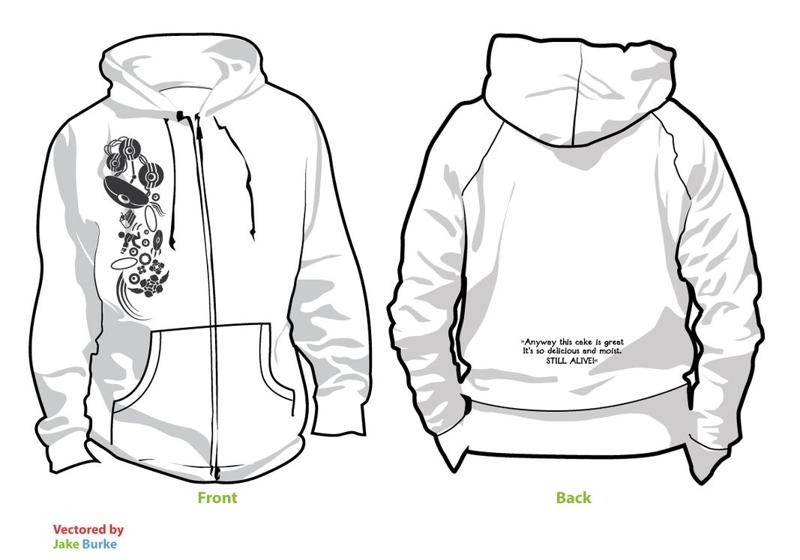 »Anyway this cake is great
It's so delicious and moist.
STILL ALIVE!«
Front
Back
Vectored by
Jake Burke